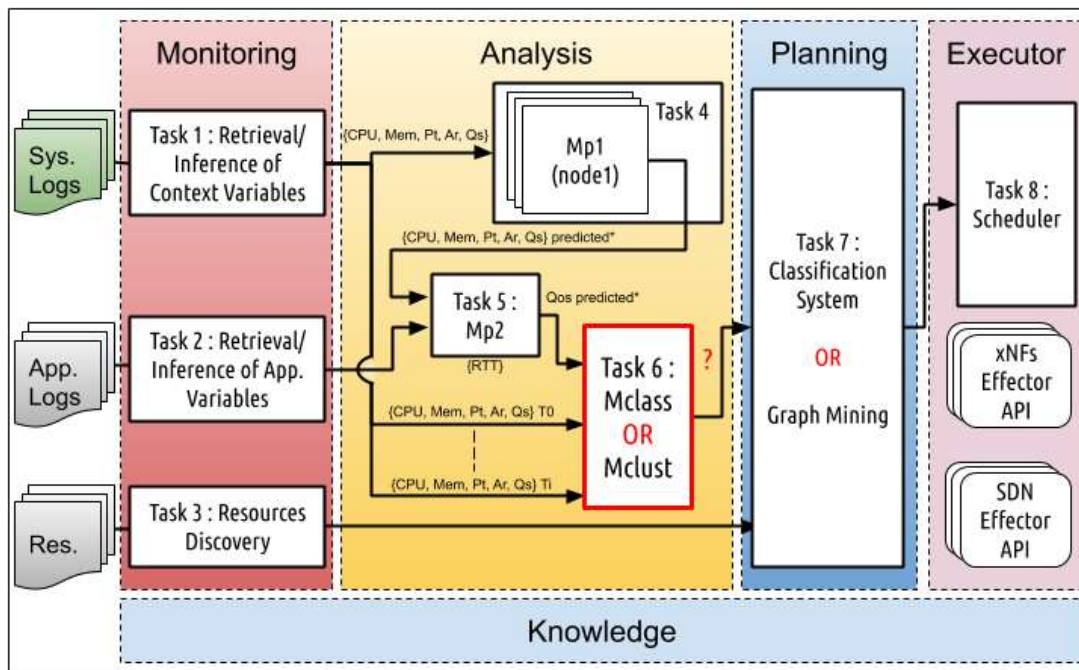 Monitoring
Analysis
Planning
Executor
Sys.
Logs
Task 1 : Retrieval/
Inference of
Context Variables
{CPU, Mem, Pt, Ar, Qs}
Task 4
Mp1
(node1)
{CPU, Mem, Pt, Ar, Qs} predicted*
Task 8 :
Scheduler
App.
Logs
Task 2 : Retrieval/
Inference of App.
Variables
Task 5 :
Mp2
Qos predicted*
{RTT}
Task 6 :
Mclass
OR
Mclust
?
Task 7 :
Classification
System
OR
Graph Mining
xNFs
Effector
API
{CPU, Mem, Pt, Ar, Qs} T0
{CPU, Mem, Pt, Ar, Qs} Ti
Res.
Task 3 : Resources
Discovery
SDN
Effector
API
Knowledge